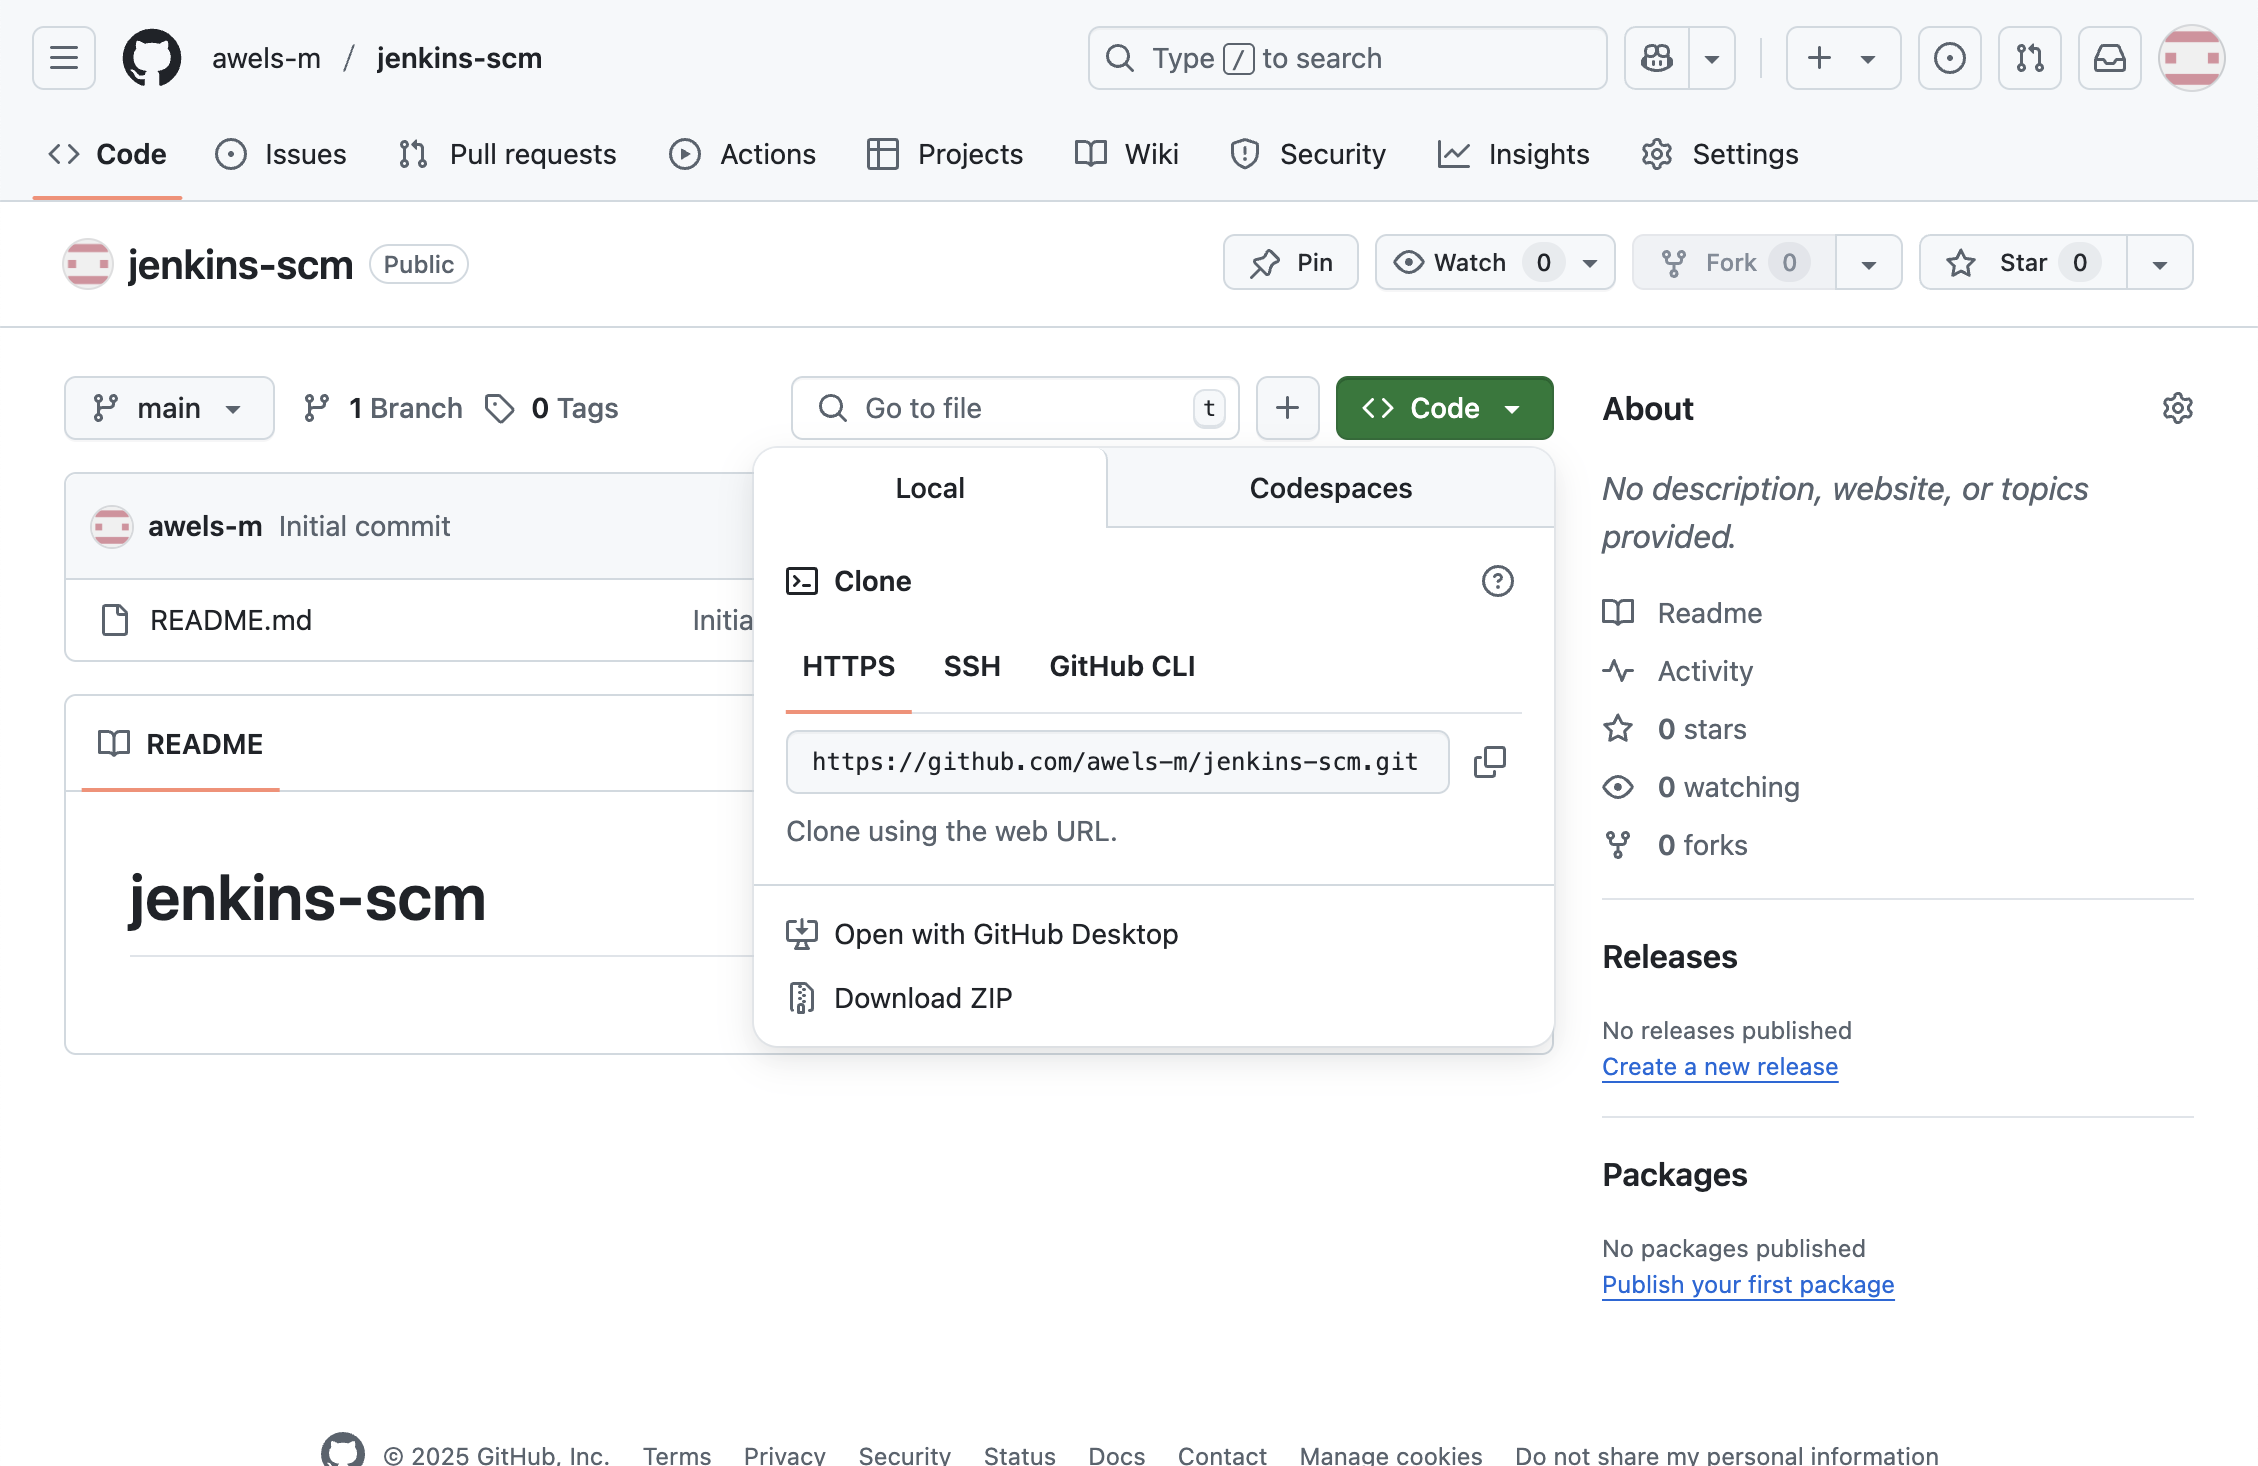 awels-m / jenkins-scm
Type / to search
Code Issues Pull requests Actions Projects Wiki Security Insights Settings
jenkins-scm Public
Pin Watch 0 Fork 0 Star 0
main 1 Branch 0 Tags
Go to file t
Code
Local Codespaces
Clone
HTTPS SSH GitHub CLI
https://github.com/awels-m/jenkins-scm.git
Clone using the web URL.
Open with GitHub Desktop
Download ZIP
awels-m Initial commit
README.md Initia
README
jenkins-scm
About
No description, website, or topics
provided.
Readme
Activity
0 stars
0 watching
0 forks
Releases
No releases published
Create a new release
Packages
No packages published
Publish your first package
© 2025 GitHub, Inc. Terms Privacy Security Status Docs Contact Manage cookies Do not share my personal information